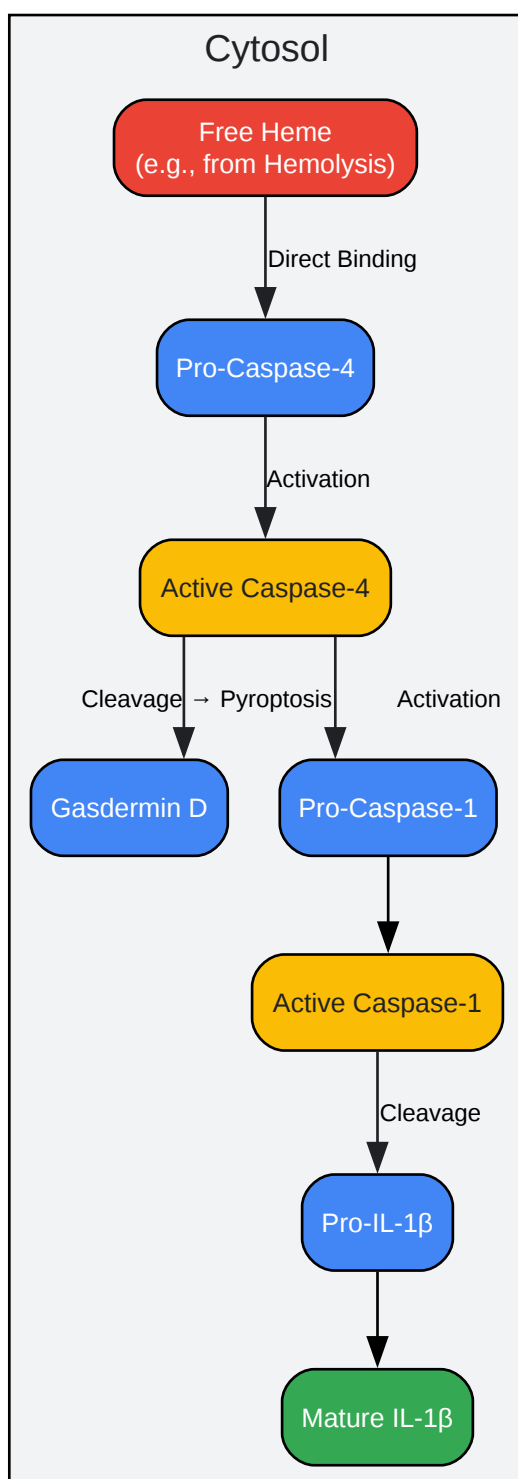 Cytosol
Free Heme
(e.g., from Hemolysis)
Direct Binding
Pro-Caspase-4
Activation
Active Caspase-4
Cleavage → Pyroptosis
Activation
Gasdermin D
Pro-Caspase-1
Active Caspase-1
Cleavage
Pro-IL-1β
Mature IL-1β